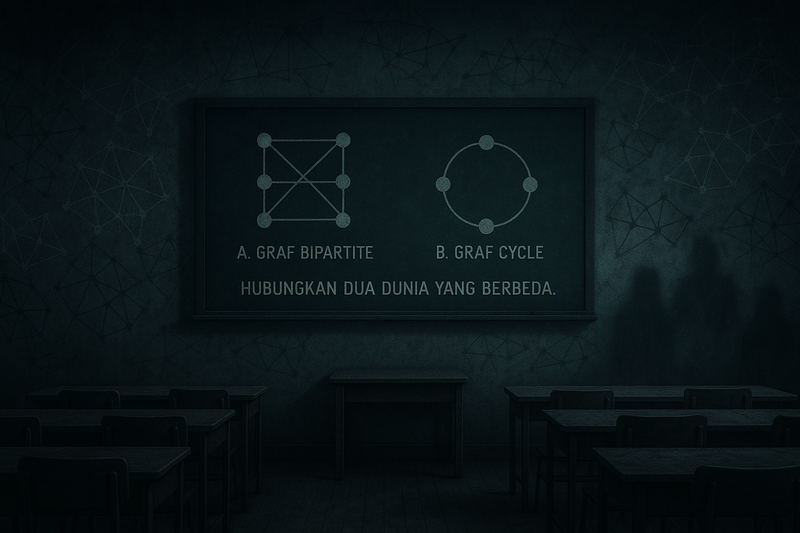 A. GRAF BIPARTITE
B. GRAF CYCLE
HUBUNGKAN DUA DUNIA YANG BERBEDA.